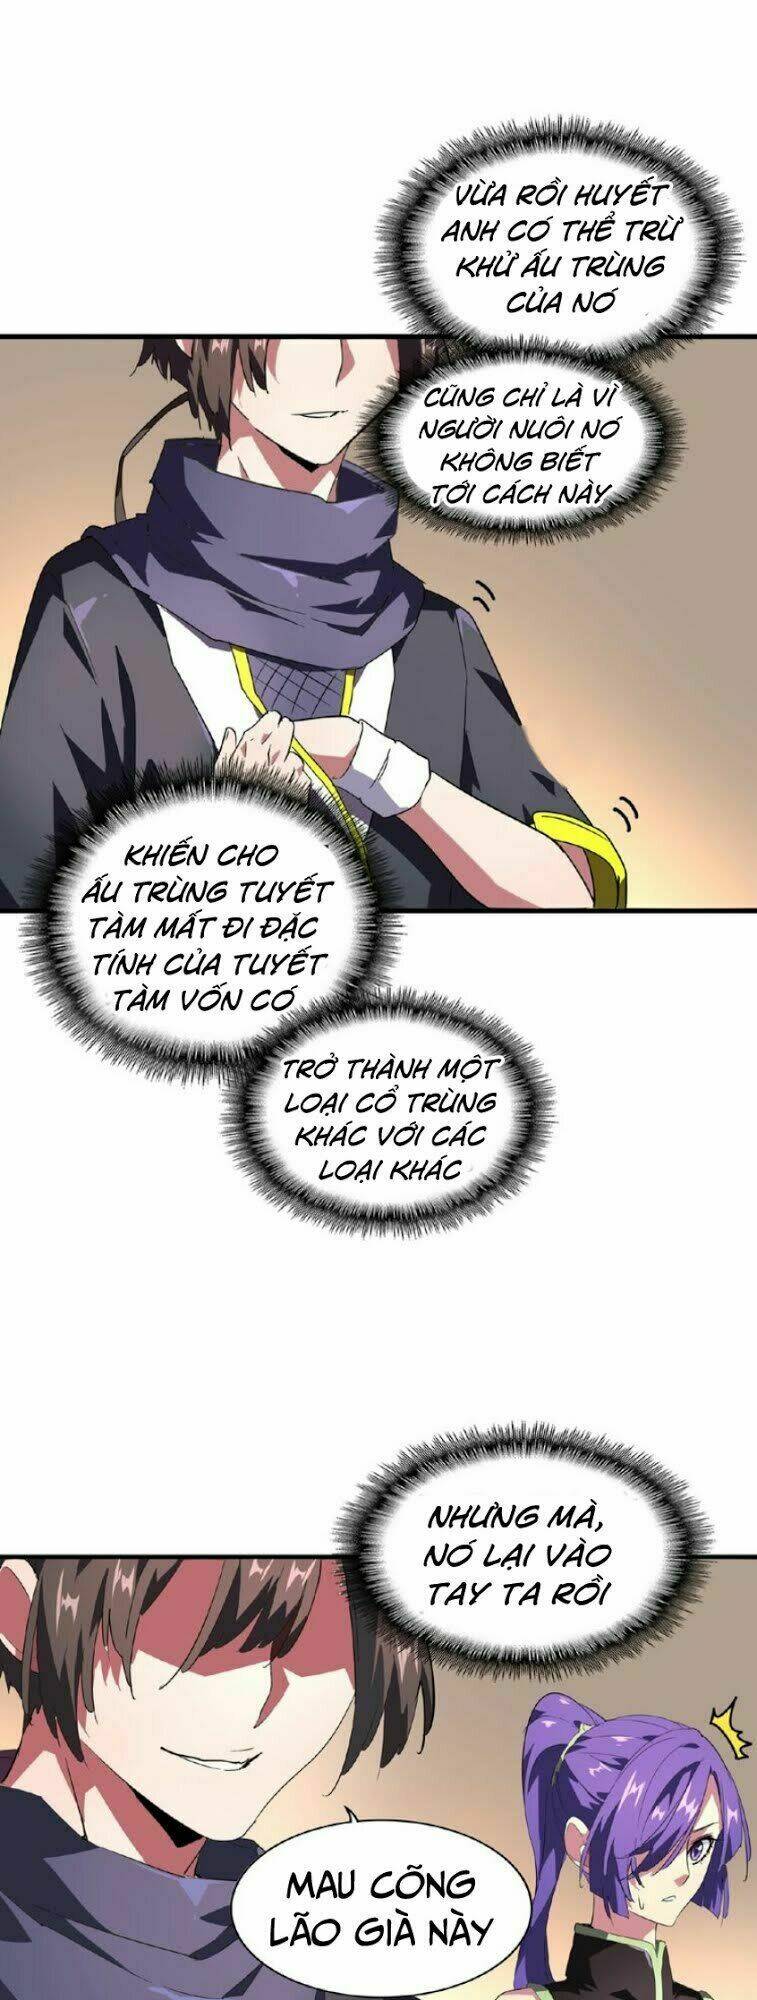 VỪA RỒI HUYẾT
ANH CÓ THỂ TRỪ
KHỬ ẤU TRÙNG
CỦA NÓ
CŨNG CHỈ LÀ VÌ
NGƯỜI NUÔI NÓ
KHÔNG BIẾT
TỚI CÁCH NÀY
KHIẾN CHO
ẤU TRÙNG TUYẾT
TÀM MẤT ĐI ĐẶC
TÍNH CỦA TUYẾT
TÀM VỐN CÓ
TRỞ THÀNH MỘT
LOẠI CỔ TRÙNG
KHÁC VỚI CÁC
LOẠI KHÁC
NHƯNG MÀ,
NÓ LẠI VÀO
TAY TA RỒI
MAU CÕNG
LÃO GIÀ NÀY